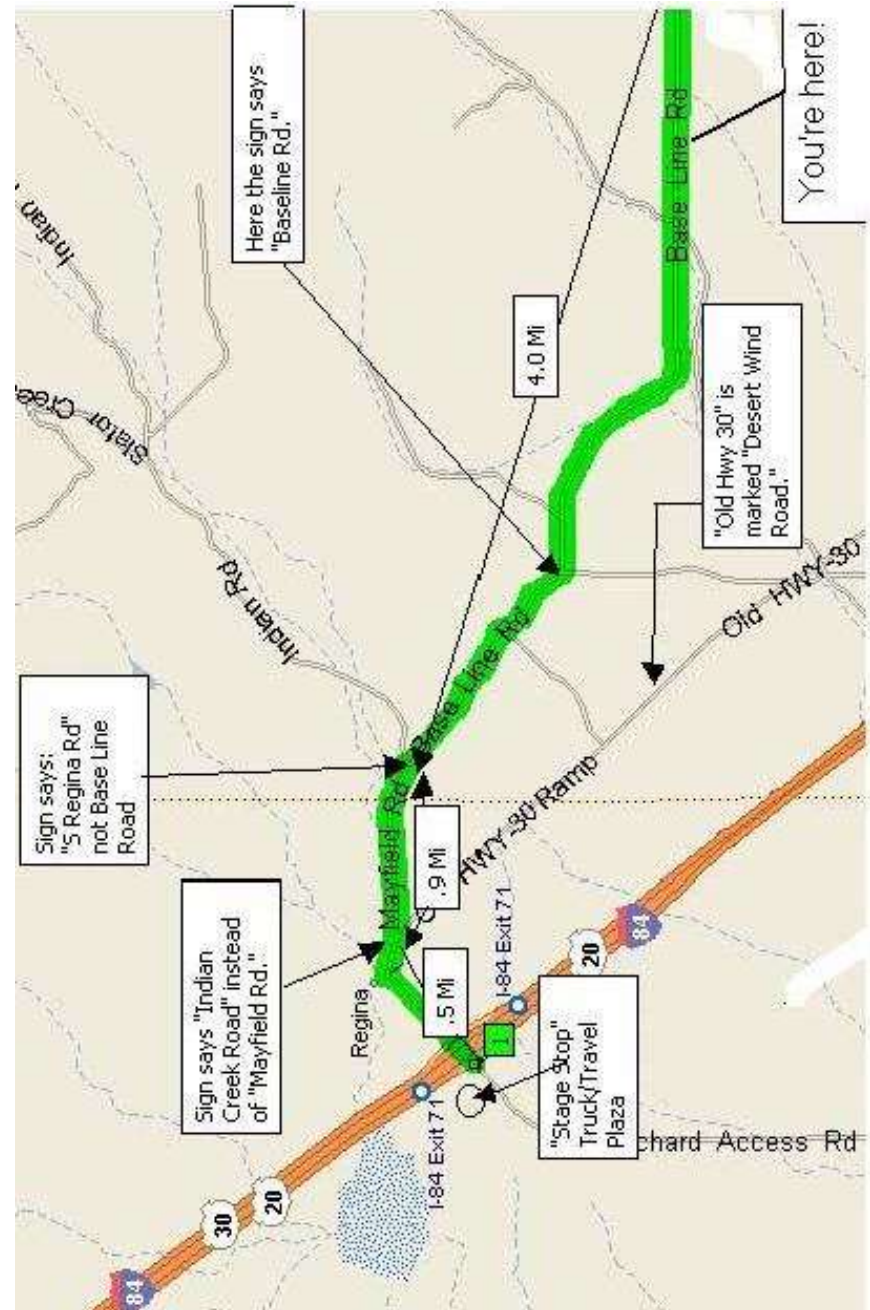 84
30
20
I-84 Exit 71
Sign says "Indian
Creek Road" instead
of "Mayfield Rd."
Sign says:
"S Regina Rd"
not Base Line
Road
Indian
Slator Cree
Indian Rd
Regina
Mayfield Rd
.5 Mi
.9 Mi
1
I-84 Exit 71
Base Line Rd
Here the sign says
"Baseline Rd."
HWY-30 Ramp
"Stage Stop"
Truck/Travel
Plaza
20
84
4.0 Mi
chard Access Rd
Old HWY-30
"Old Hwy 30" is
marked "Desert Wind
Road."
Base Line Rd
You're here!